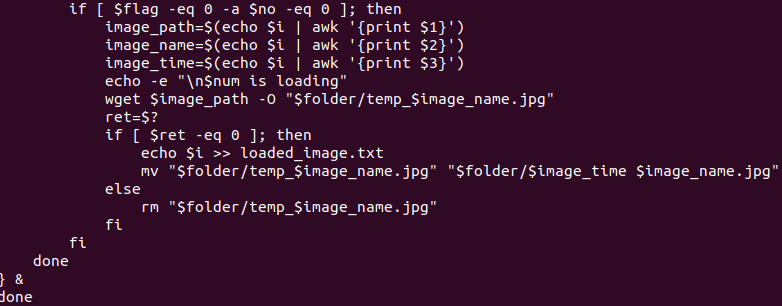 if [ $flag -eq 0 -a $no -eq 0 ]; then
image_path=$(echo $i | awk '{print $1}')
image_name=$(echo $i | awk '{print $2}')
image_time=$(echo $i | awk '{print $3}')
echo -e "\n$num is loading"
wget $image_path -O "$folder/temp_$image_name.jpg"
ret=$?
if [ $ret -eq 0 ]; then
echo $i >> loaded_image.txt
mv "$folder/temp_$image_name.jpg" "$folder/$image_time $image_name.jpg"
else
rm "$folder/temp_$image_name.jpg"
fi
fi
done
} &
done